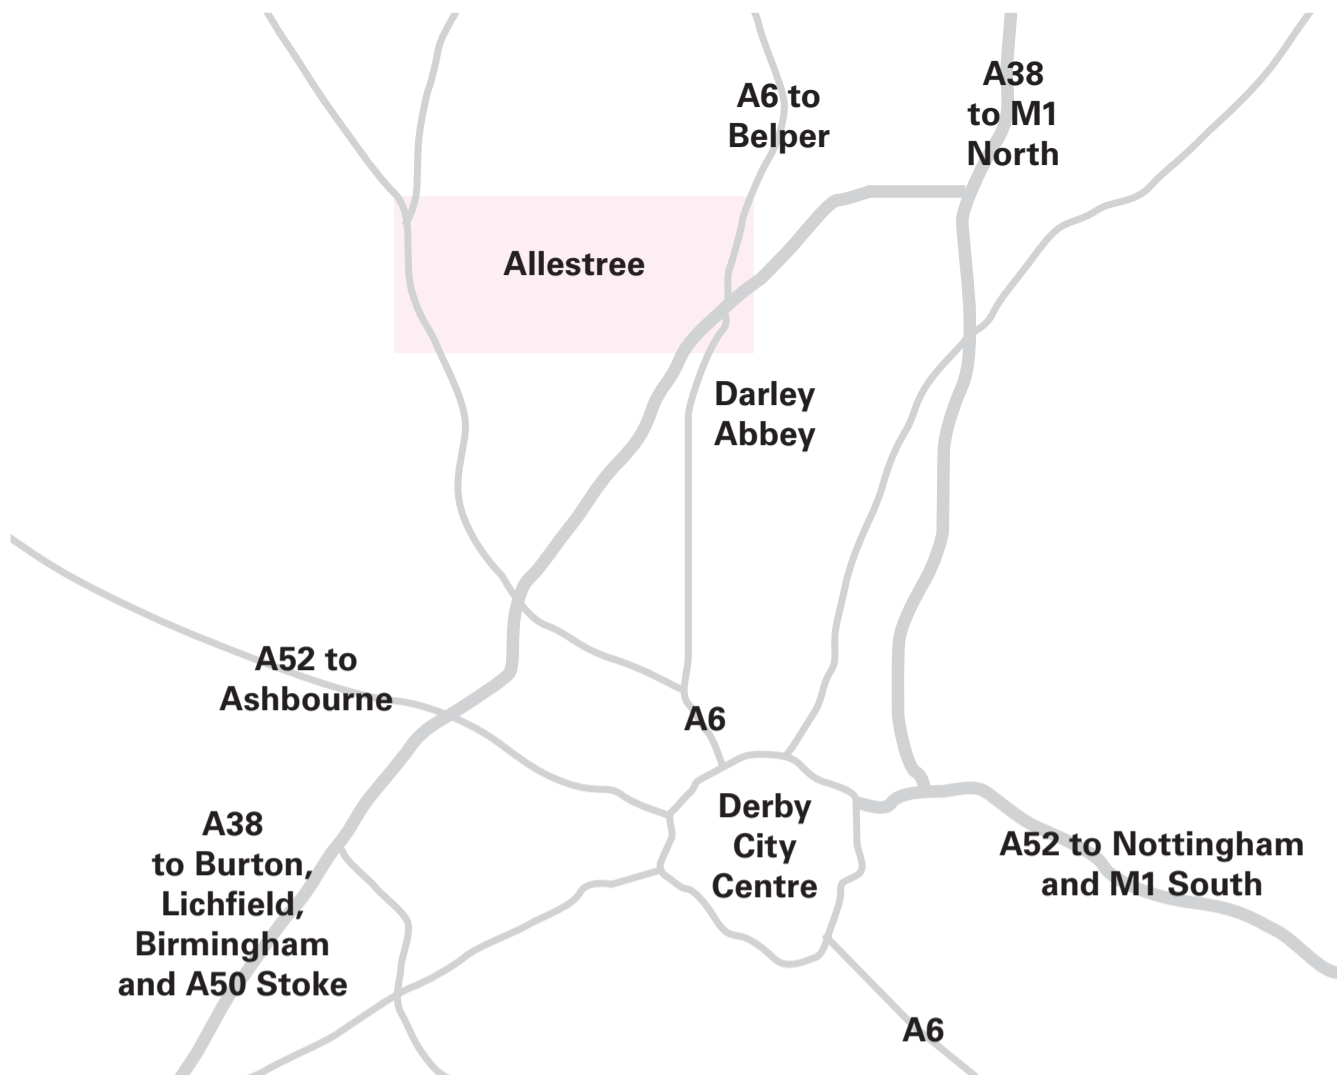 A6 to
Belper
A38
to M1
North
Allestree
Darley
Abbey
A52 to
Ashbourne
A6
Derby
City
Centre
A38
to Burton,
Lichfield,
Birmingham
and A50 Stoke
A52 to Nottingham
and M1 South
A6